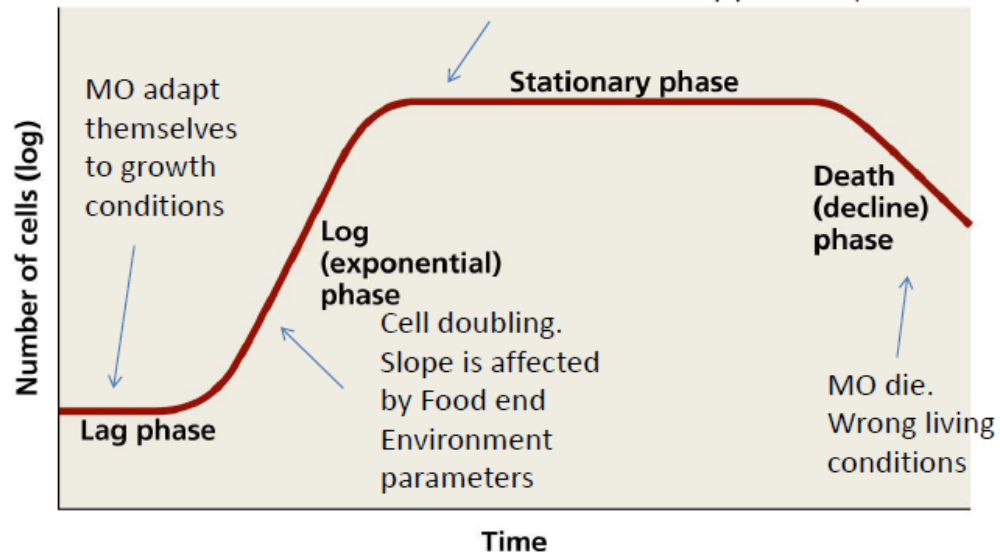 Number of cells (log)
MO adapt
themselves
to growth
conditions
Lag phase
Log
(exponential)
phase
Cell doubling.
Slope is affected
by Food end
Environment
parameters
Stationary phase
Death
(decline)
phase
MO die.
Wrong living
conditions
Time